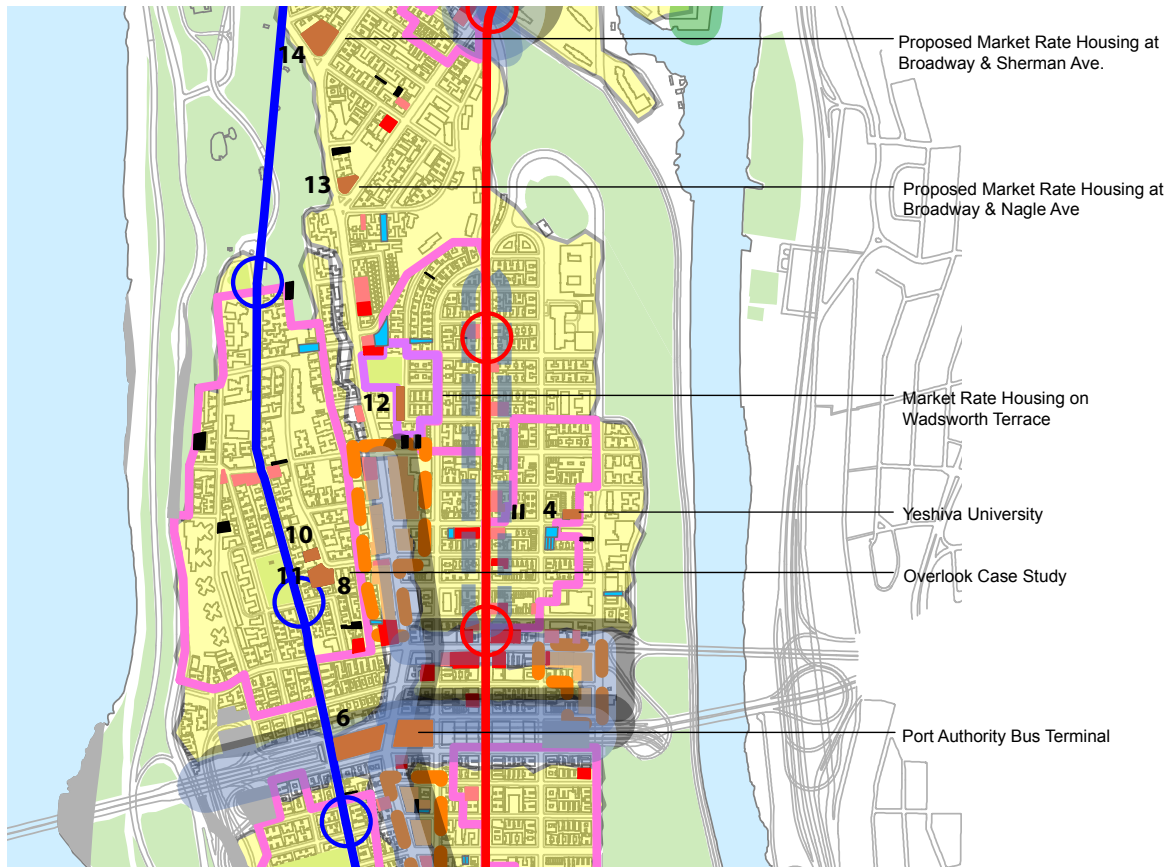 14
Proposed Market Rate Housing at
Broadway & Sherman Ave.
13
Proposed Market Rate Housing at
Broadway & Nagle Ave
12
Market Rate Housing on
Wadsworth Terrace
4
Yeshiva University
10
11
8
Overlook Case Study
6
Port Authority Bus Terminal